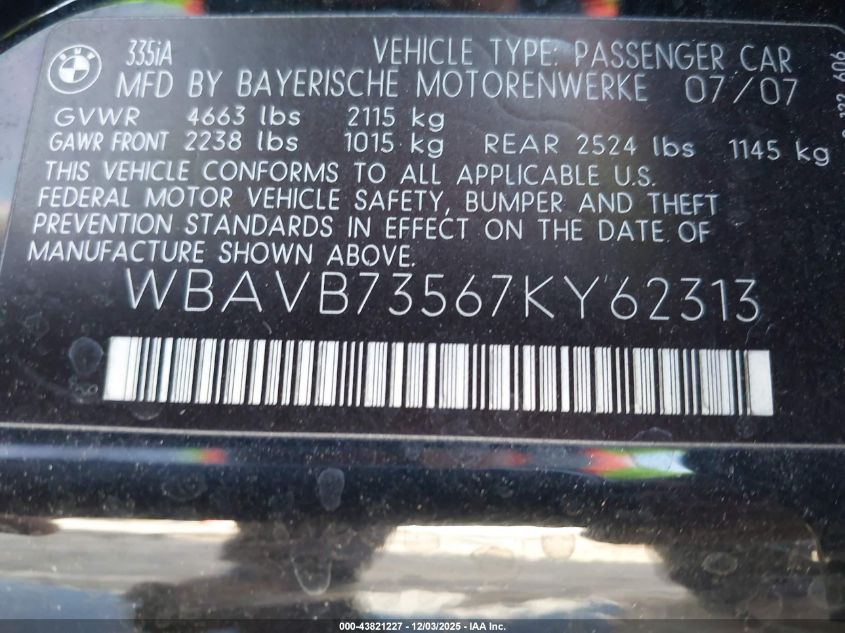 BMW
335iA VEHICLE TYPE: PASSENGER CAR
MFD BY BAYERISCHE MOTORENWERKE 07/07
GVWR 4663 lbs 2115 kg
GAWR FRONT 2238 lbs 1015 kg REAR 2524 lbs 1145 kg
THIS VEHICLE CONFORMS TO ALL APPLICABLE U.S.
FEDERAL MOTOR VEHICLE SAFETY, BUMPER AND THEFT
PREVENTION STANDARDS IN EFFECT ON THE DATE OF
MANUFACTURE SHOWN ABOVE.
WBAVB73567KY62313
000-43821227 - 12/03/2025 - IAA Inc.